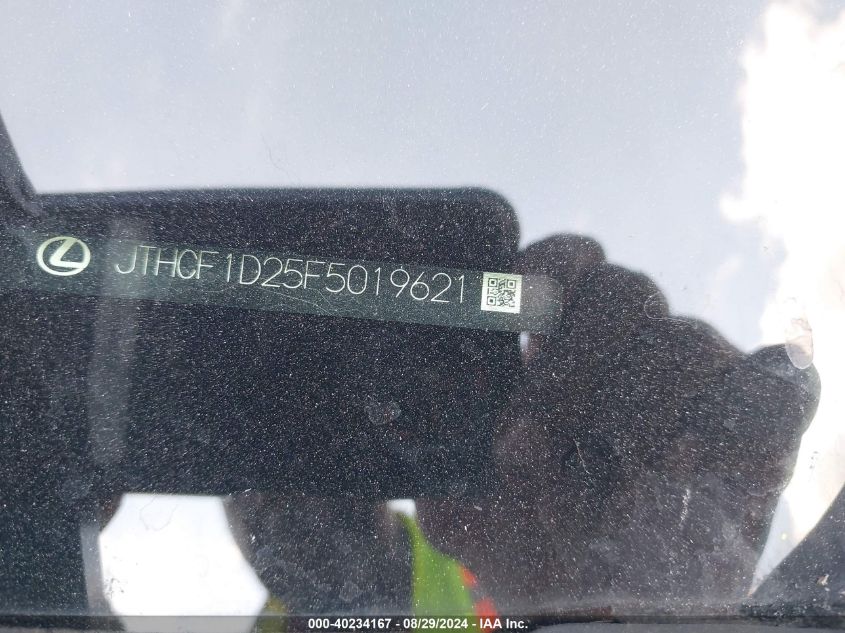 JTHCF1D25F5019621
000-40234167 - 08/29/2024 - IAA Inc.